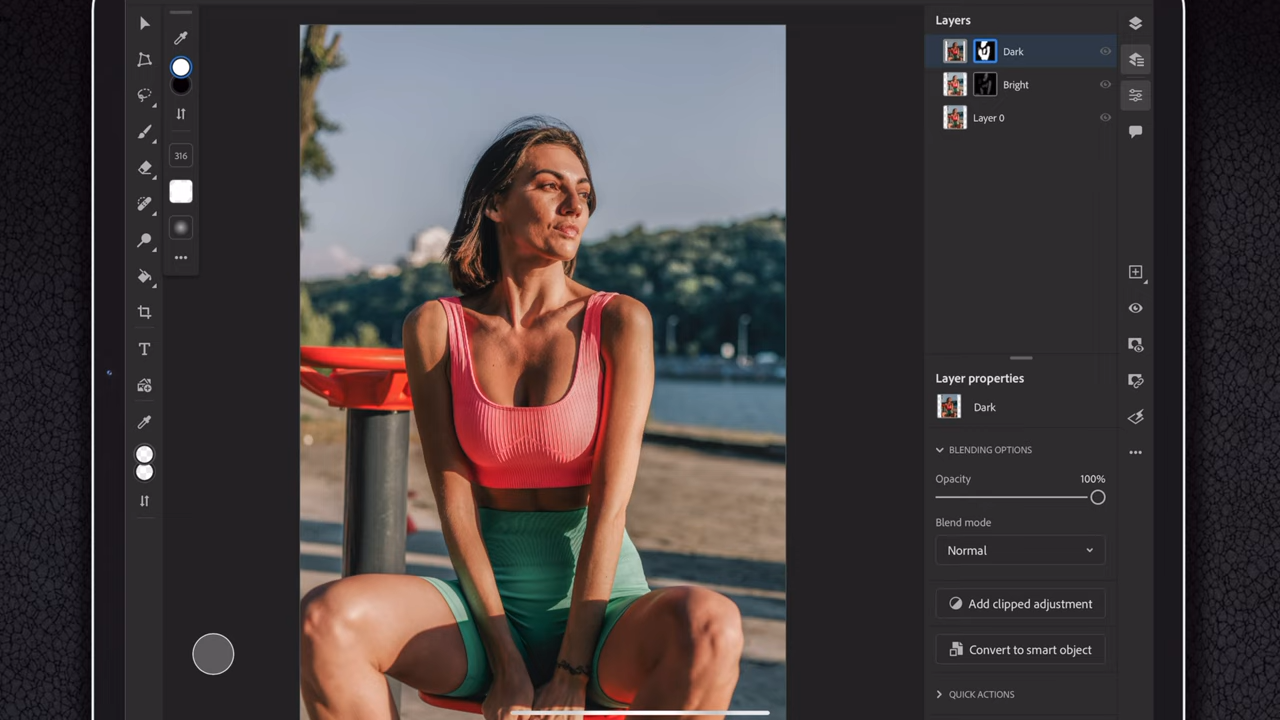 Layers
Dark
Bright
Layer 0
316
T
Layer properties
Dark
BLENDING OPTIONS
Opacity 100%
Blend mode
Normal
Add clipped adjustment
Convert to smart object
QUICK ACTIONS